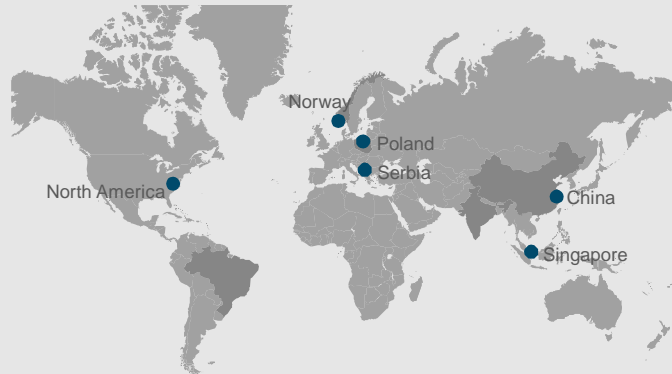 Norway
Poland
Serbia
North America
China
Singapore